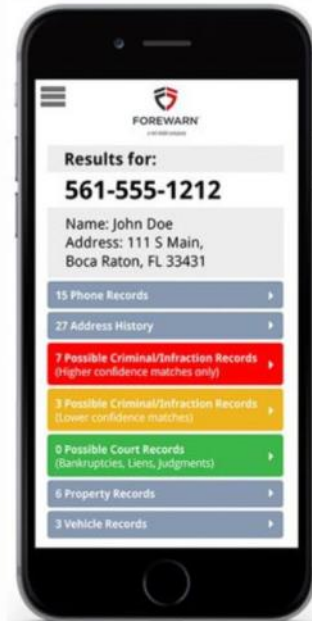 FOREWARN
Results for:
561-555-1212
Name: John Doe
Address: 111 S Main,
Boca Raton, FL 33431
15 Phone Records
27 Address History
7 Possible Criminal/Infraction Records
(Higher confidence matches only)
3 Possible Criminal/Infraction Records
(Lower confidence matches)
0 Possible Court Records
(Bankruptcies, Liens, Judgments)
6 Property Records
3 Vehicle Records